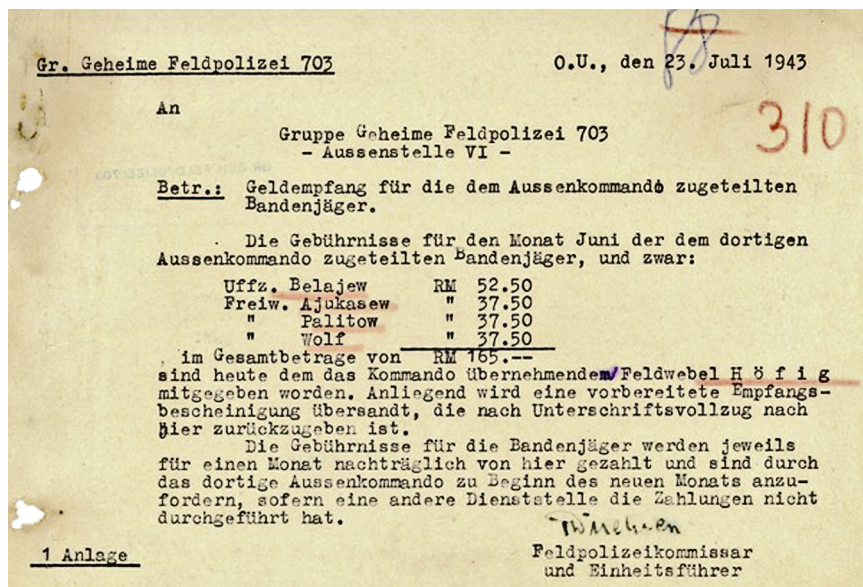 Gr. Geheime Feldpolizei 703 O.U., den 23. Juli 1943
310
An
Gruppe Geheime Feldpolizei 703
- Aussenstelle VI -
Betr.: Geldempfang für die dem Aussenkommando zugeteilten
Bandenjäger.
Die Gebührnisse für den Monat Juni der dem dortigen
Aussenkommando zugeteilten Bandenjäger, und zwar:
Uffz. Belajew RM 52.50
Freiw. Ajukasew " 37.50
" Palitow " 37.50
" Wolf " 37.50
im Gesamtbetrage von RM 165.--
sind heute dem das Kommando übernehmendem/Feldwebel H ö f i g
mitgegeben worden. Anliegend wird eine vorbereitete Empfangs-
bescheinigung übersandt, die nach Unterschriftsvollzug nach
hier zurückzugeben ist.
Die Gebührnisse für die Bandenjäger werden jeweils
für einen Monat nachträglich von hier gezahlt und sind durch
das dortige Aussenkommando zu Beginn des neuen Monats anzu-
fordern, sofern eine andere Dienststelle die Zahlungen nicht
durchgeführt hat.
1 Anlage Feldpolizeikommissar
und Einheitsführer